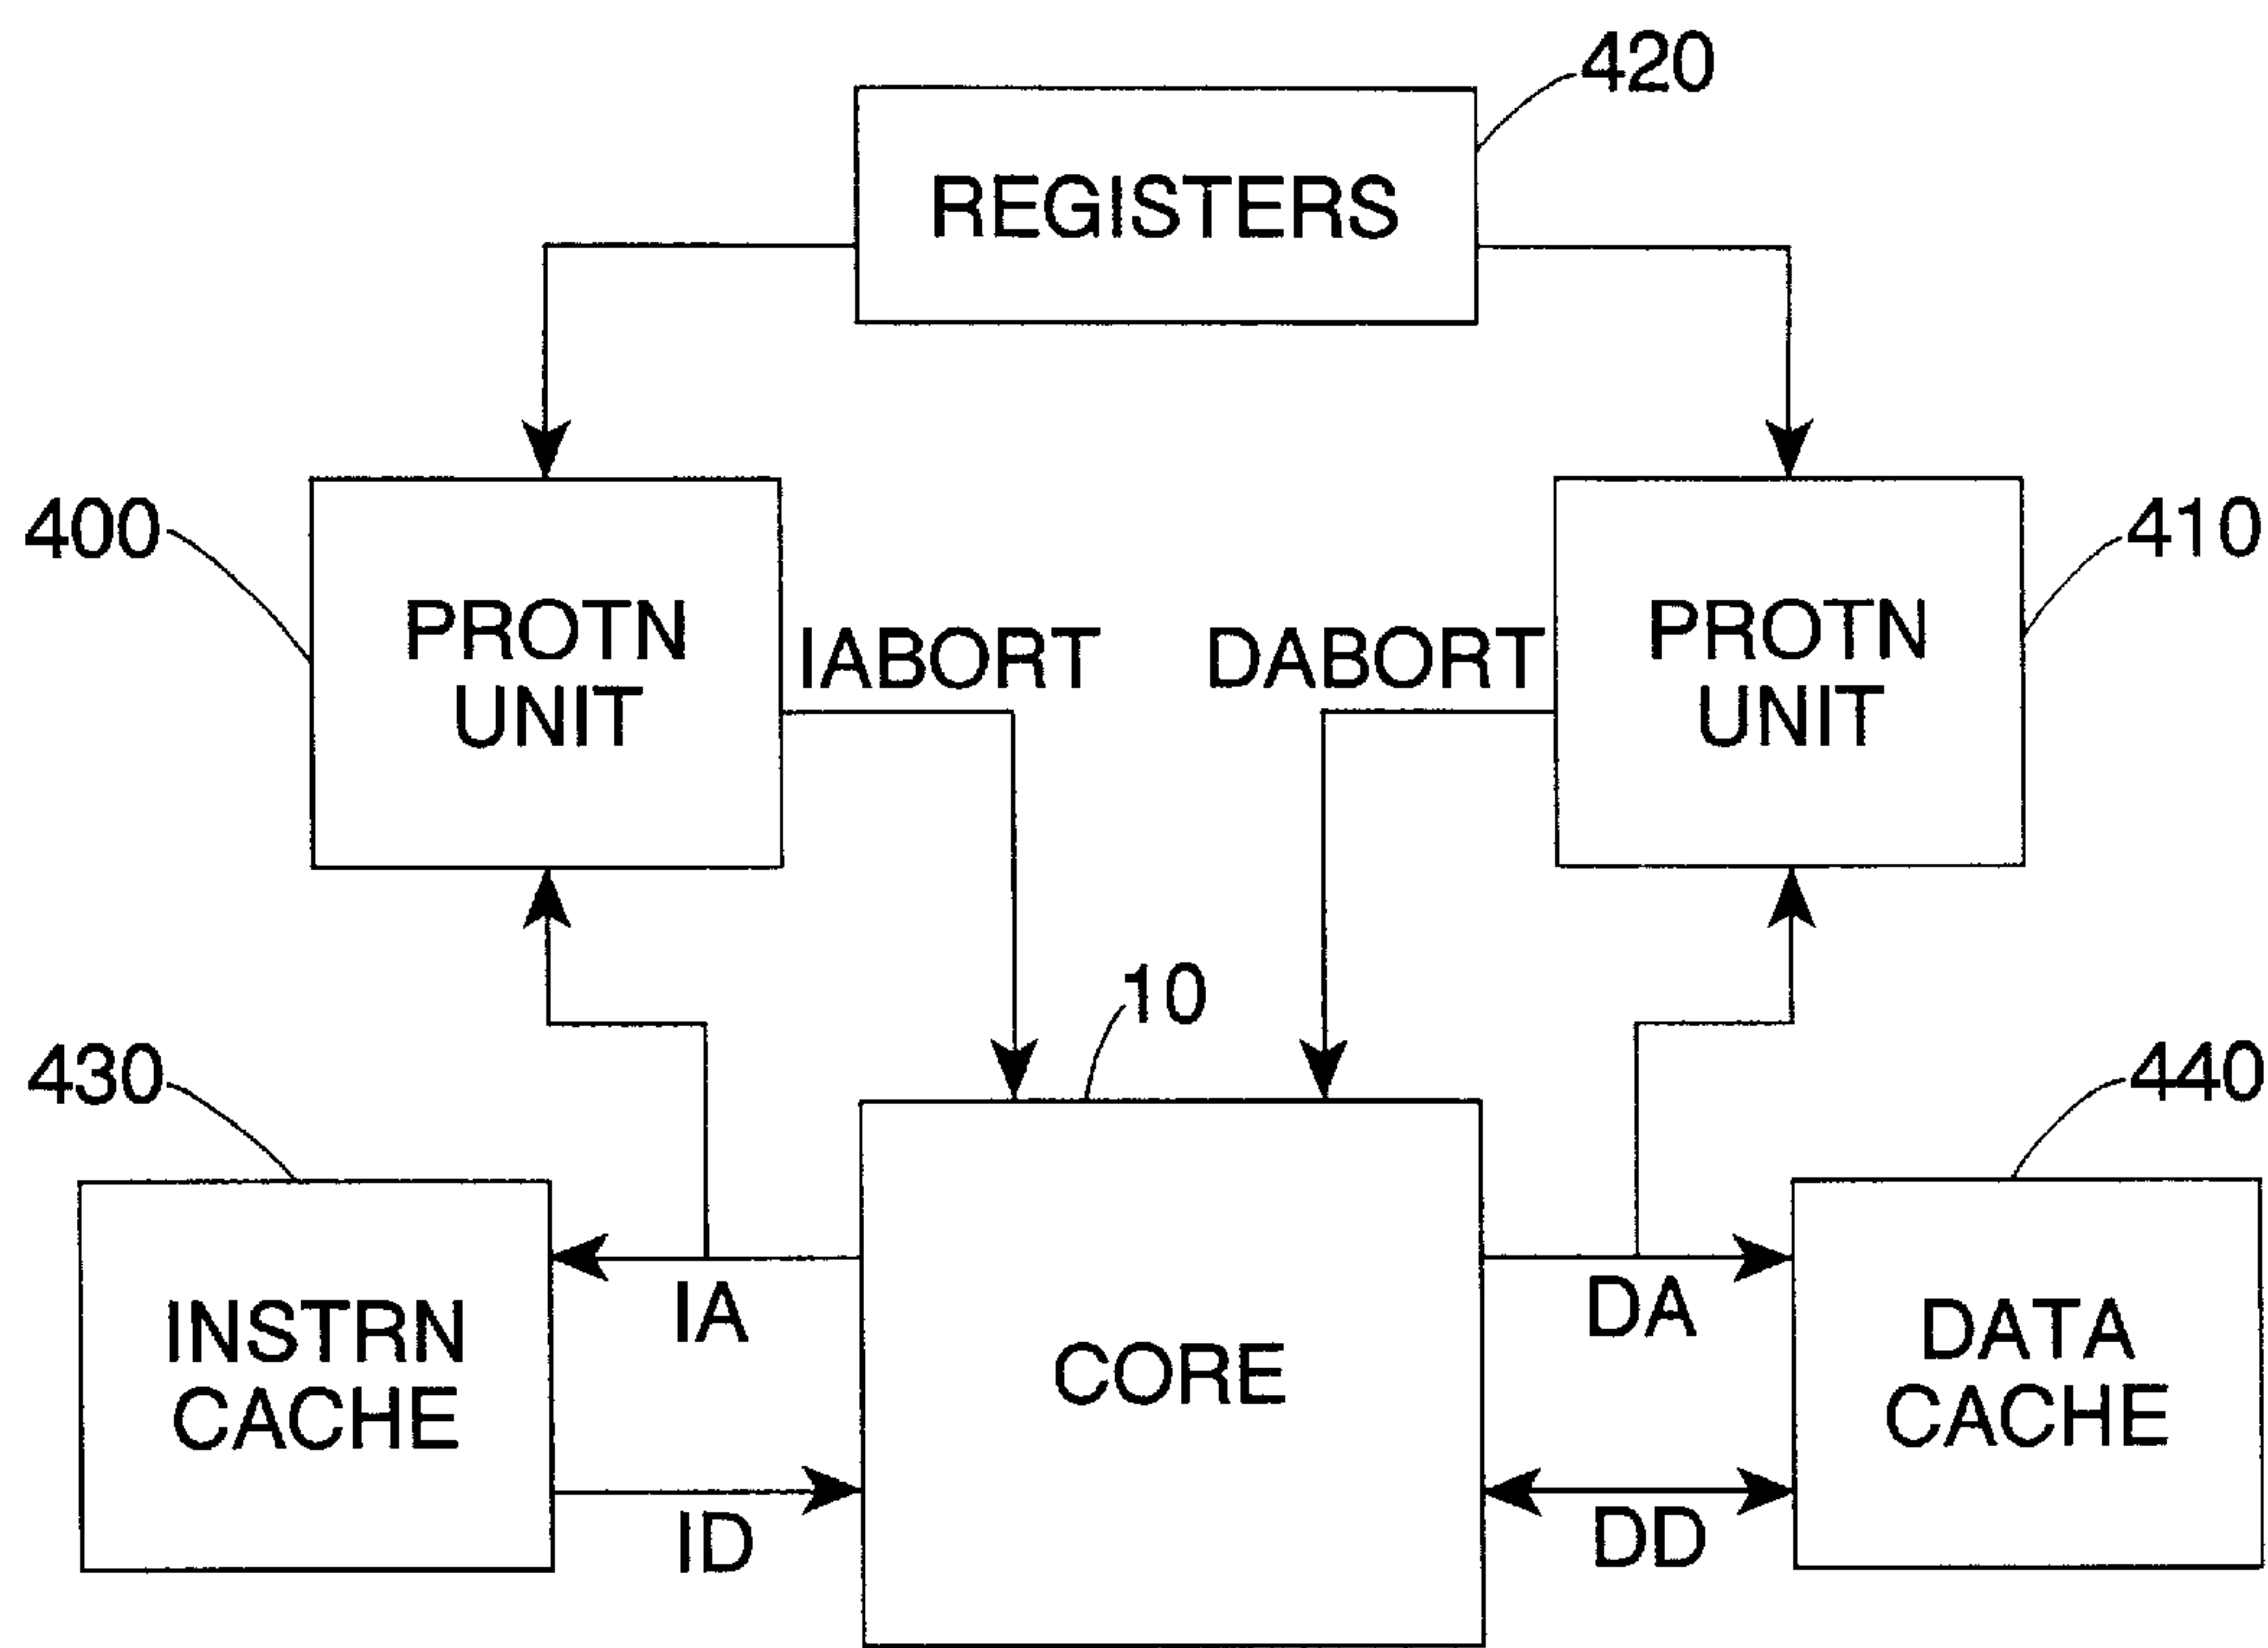 420
REGISTERS
400
410
PROTN
UNIT
IABORT
DABORT
PROTN
UNIT
10
430
440
INSTRN
CACHE
IA
ID
CORE
DA
DD
DATA
CACHE